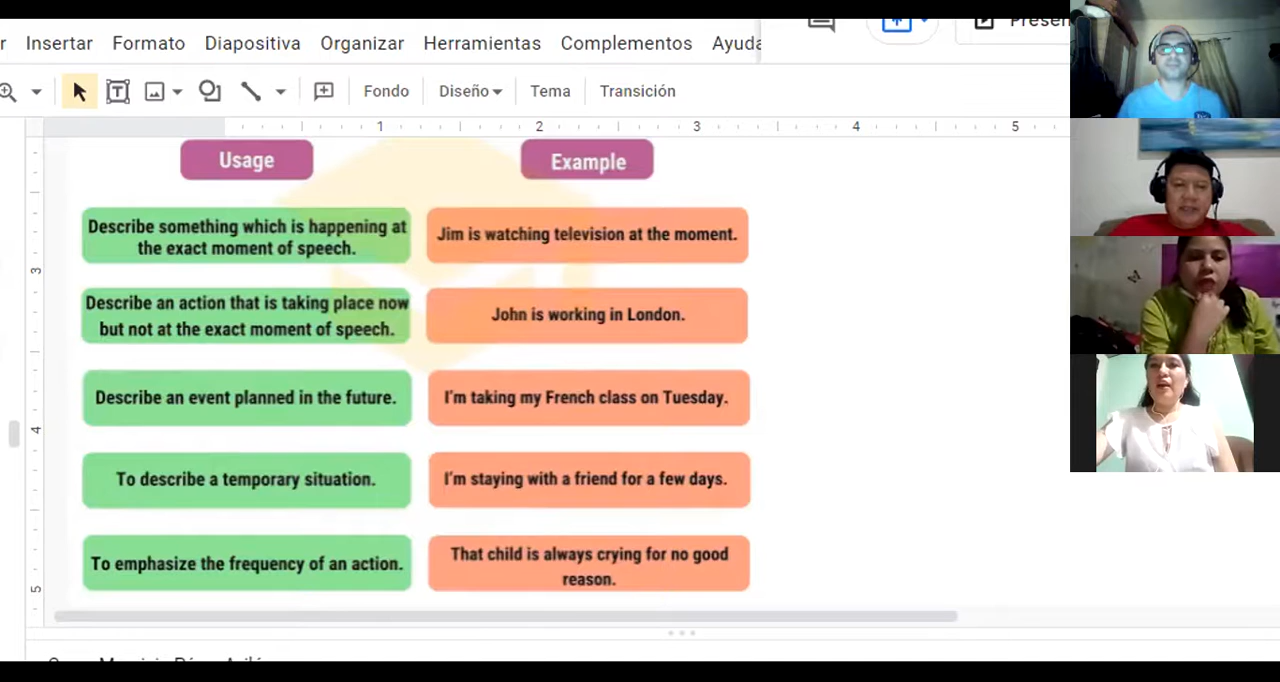 Presen
r Insertar Formato Diapositiva Organizar Herramientas Complementos Ayuda
Fondo Diseño Tema Transición
1 2 3 4 5
Usage Example
Describe something which is happening at
the exact moment of speech.
Jim is watching television at the moment.
3
Describe an action that is taking place now
but not at the exact moment of speech.
John is working in London.
Describe an event planned in the future.
I'm taking my French class on Tuesday.
4
To describe a temporary situation.
I'm staying with a friend for a few days.
To emphasize the frequency of an action.
That child is always crying for no good
reason.
5